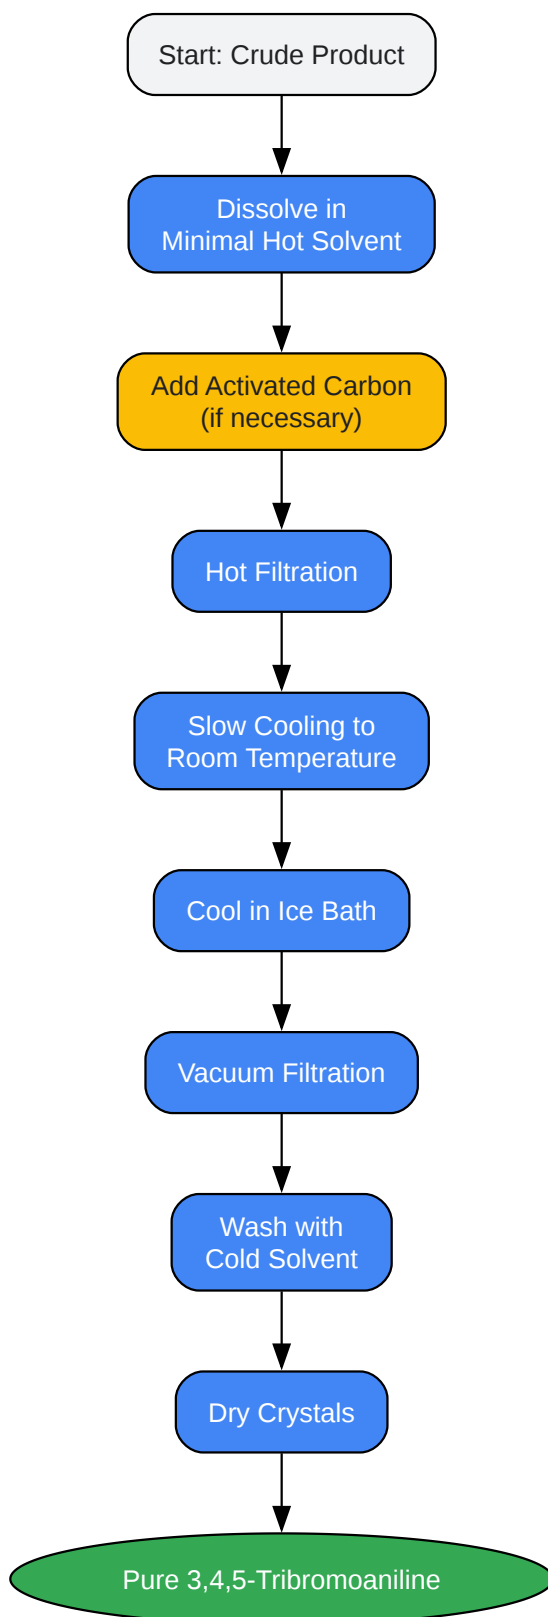 Start: Crude Product
Dissolve in
Minimal Hot Solvent
Add Activated Carbon
(if necessary)
Hot Filtration
Slow Cooling to
Room Temperature
Cool in Ice Bath
Vacuum Filtration
Wash with
Cold Solvent
Dry Crystals
Pure 3,4,5-Tribromoaniline